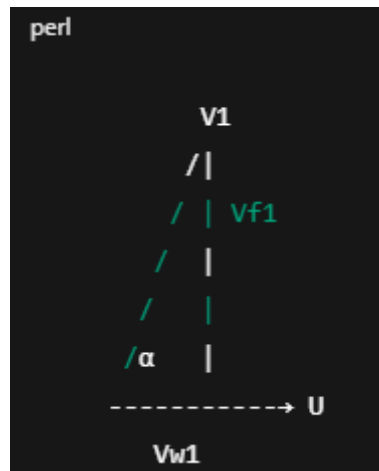 perl
V1
/|
/ | Vf1
/ |
/ |
/α |
------------→ U
Vw1